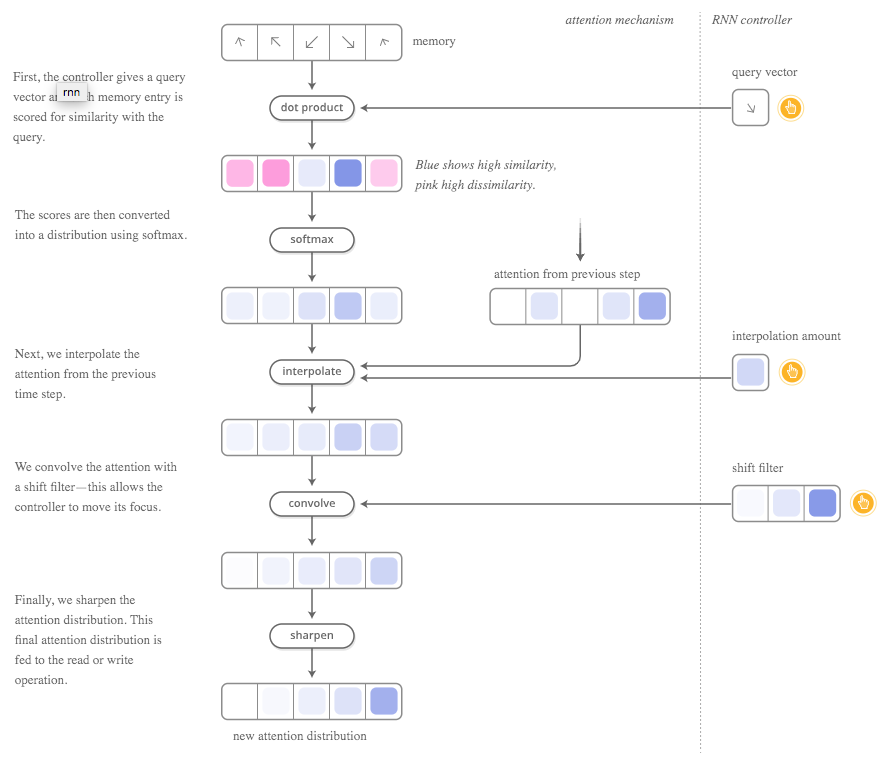 attention mechanism
RNN controller
memory
First, the controller gives a query
vector a h memory entry is
scored for similarity with the
query.
rnn
query vector
dot product
Blue shows high similarity,
pink high dissimilarity.
The scores are then converted
into a distribution using softmax.
softmax
attention from previous step
interpolation amount
Next, we interpolate the
attention from the previous
time step.
interpolate
We convolve the attention with
a shift filter—this allows the
controller to move its focus.
shift filter
convolve
Finally, we sharpen the
attention distribution. This
final attention distribution is
fed to the read or write
operation.
sharpen
new attention distribution